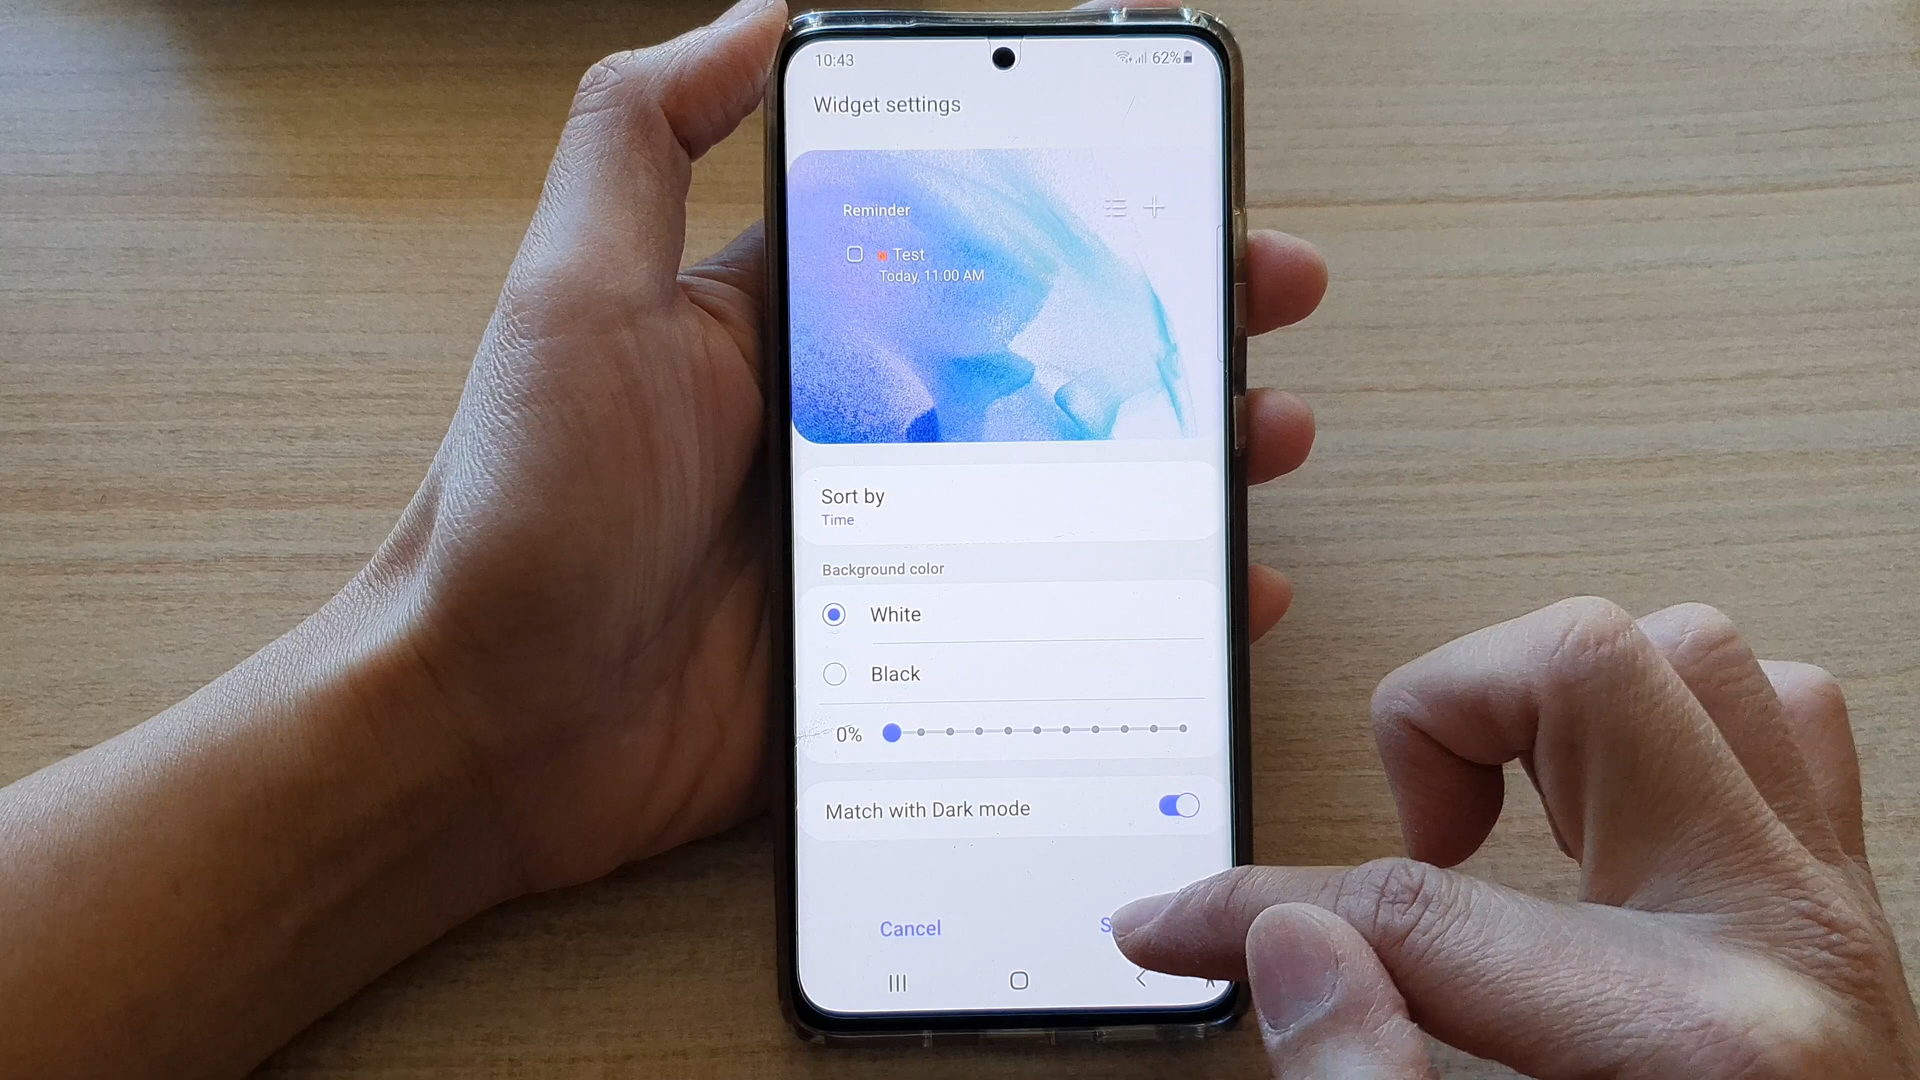 10:43
62%
Widget settings
Reminder
Test
Today, 11:00 AM
Sort by
Time
Background color
White
Black
0%
Match with Dark mode
Cancel